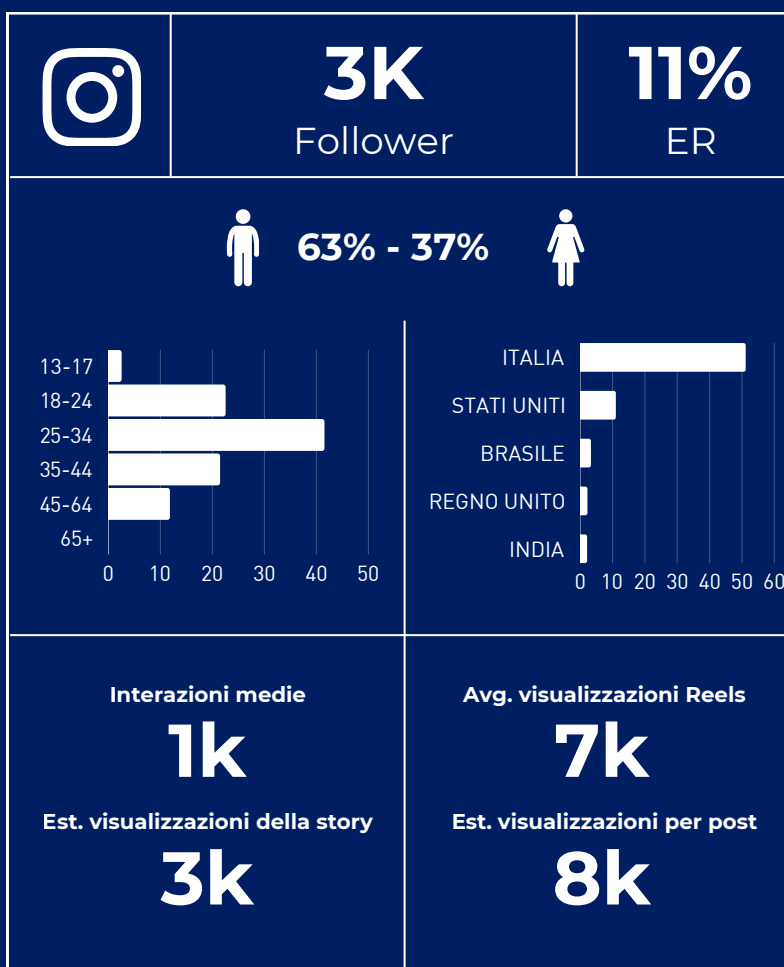 3K
Follower
11%
ER
63% - 37%
13-17
18-24
25-34
35-44
45-64
65+
0 10 20 30 40 50
ITALIA
STATI UNITI
BRASILE
REGNO UNITO
INDIA
0 10 20 30 40 50 60
Interazioni medie
1k
Est. visualizzazioni della story
3k
Avg. visualizzazioni Reels
7k
Est. visualizzazioni per post
8k